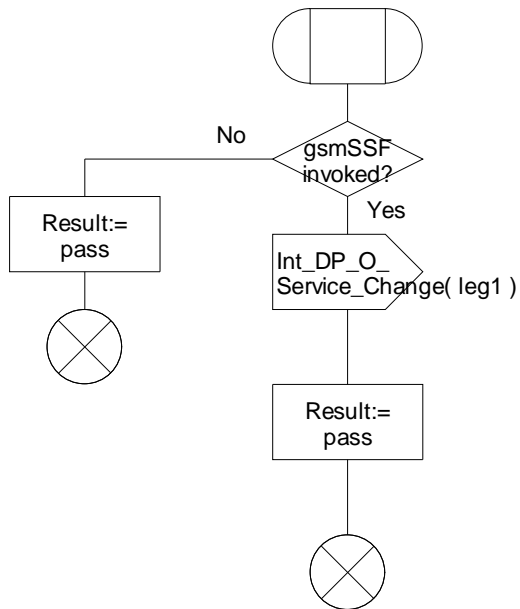 No
gsmSSF
invoked?
Yes
Result:=
pass
Int_DP_O_
Service_Change( leg1 )
Result:=
pass